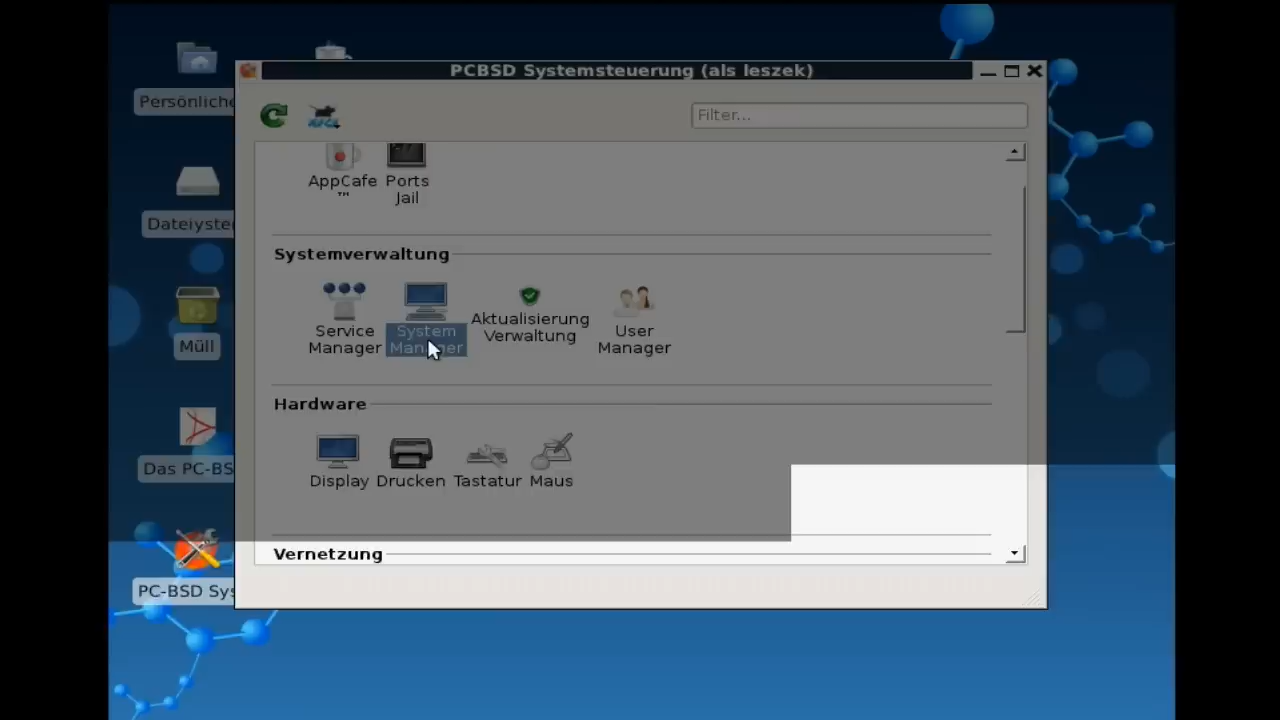 PCBSD Systemsteuerung (als leszek)
Persönliche
Filter...
AppCafe
™
Ports
Jail
Dateiyste
Systemverwaltung
Service
Manager
System
Manager
Aktualisierung
Verwaltung
User
Manager
Müll
Hardware
Display
Drucken
Tastatur
Maus
Das PC-BS
Vernetzung
PC-BSD Sys